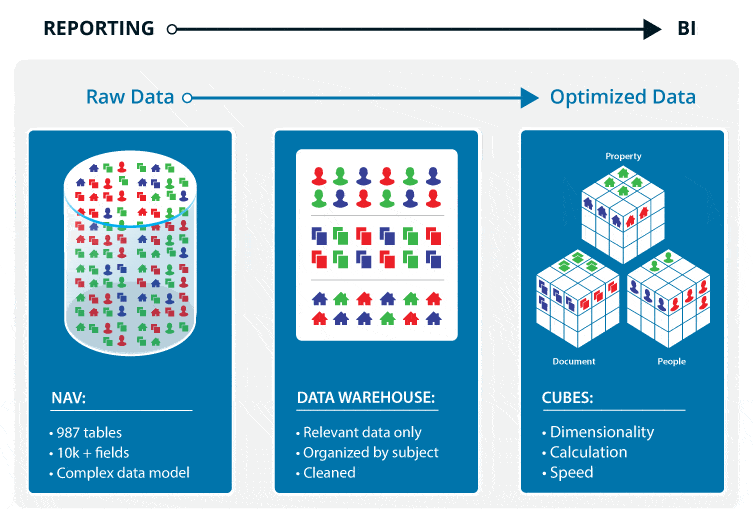 REPORTING
BI
Raw Data
Optimized Data
Property
Document
People
NAV:
• 987 tables
• 10k + fields
• Complex data model
DATA WAREHOUSE:
• Relevant data only
• Organized by subject
• Cleaned
CUBES:
• Dimensionality
• Calculation
• Speed